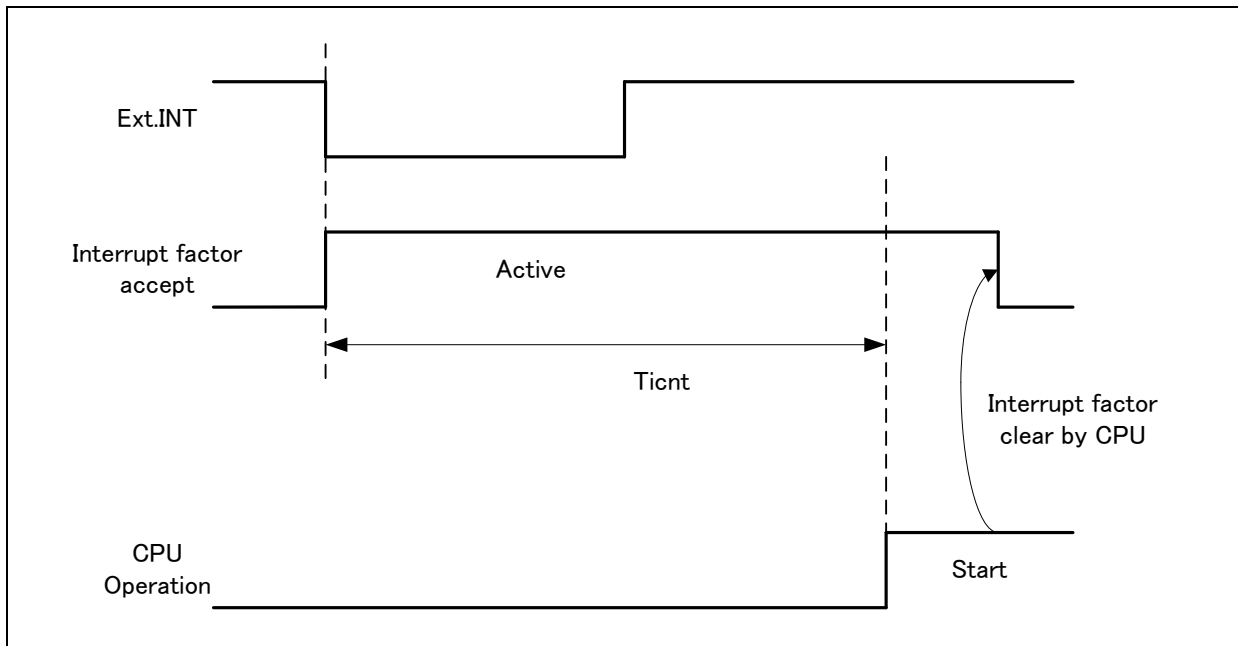 Ext.INT
Interrupt factor
accept
Active
Ticnt
Interrupt factor
clear by CPU
CPU
Operation
Start